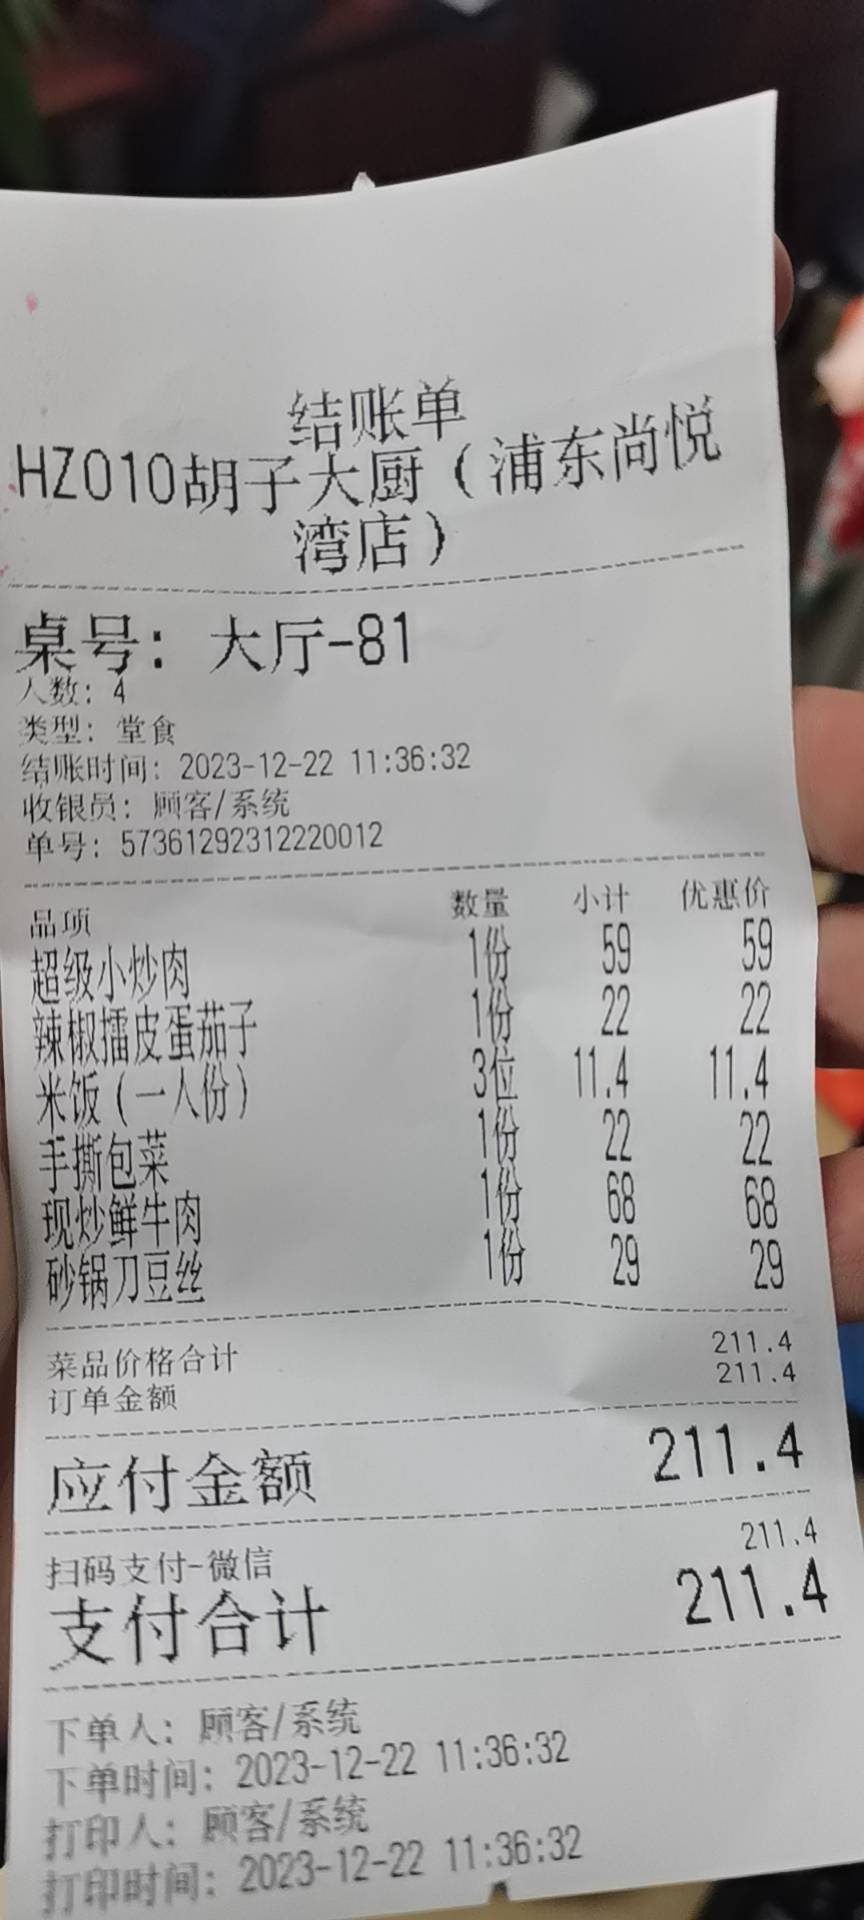 结账单
HZ010胡子大厨（浦东尚悦
湾店）
桌号：大厅-81
人数：4
类型：堂食
结账时间：2023-12-22 11:36:32
收银员：顾客/系统
单号：57361292312220012
品项 数量 小计 优惠价
超级小炒肉 1份 59 59
辣椒擂皮蛋茄子 1份 22 22
米饭（一人份） 3位 11.4 11.4
手撕包菜 1份 22 22
现炒鲜牛肉 1份 68 68
砂锅刀豆丝 1份 29 29
菜品价格合计 211.4
订单金额 211.4
应付金额 211.4
扫码支付-微信 211.4
支付合计 211.4
下单人：顾客/系统
下单时间：2023-12-22 11:36:32
打印人：顾客/系统
打印时间：2023-12-22 11:36:32